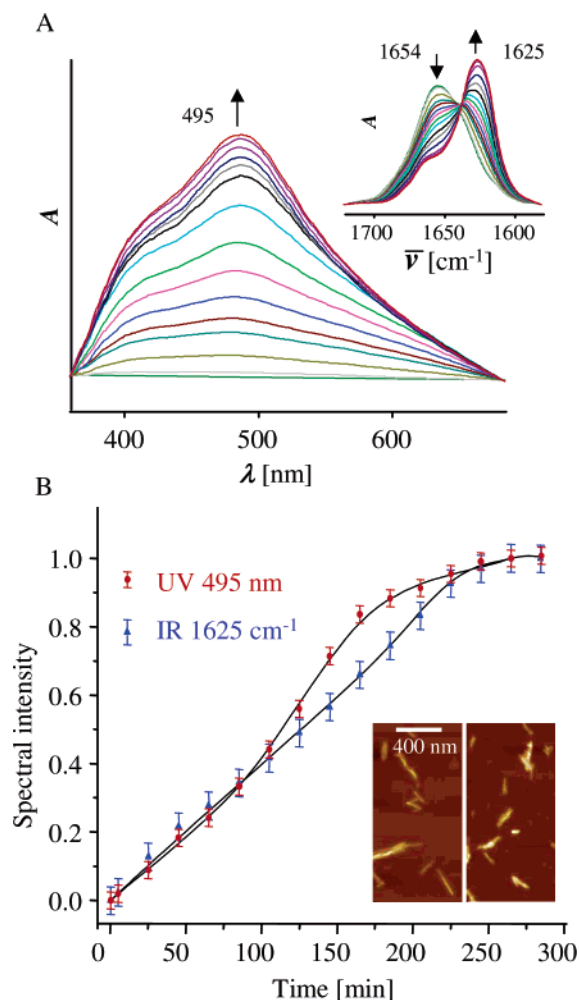 A
1654 1625
495
A
A
1700 1650 1600
ν̅ [cm⁻¹]
400 500 600
λ [nm]
B
1.0
0.8
0.6
0.4
0.2
0.0
Spectral intensity
UV 495 nm
IR 1625 cm⁻¹
400 nm
0 50 100 150 200 250 300
Time [min]